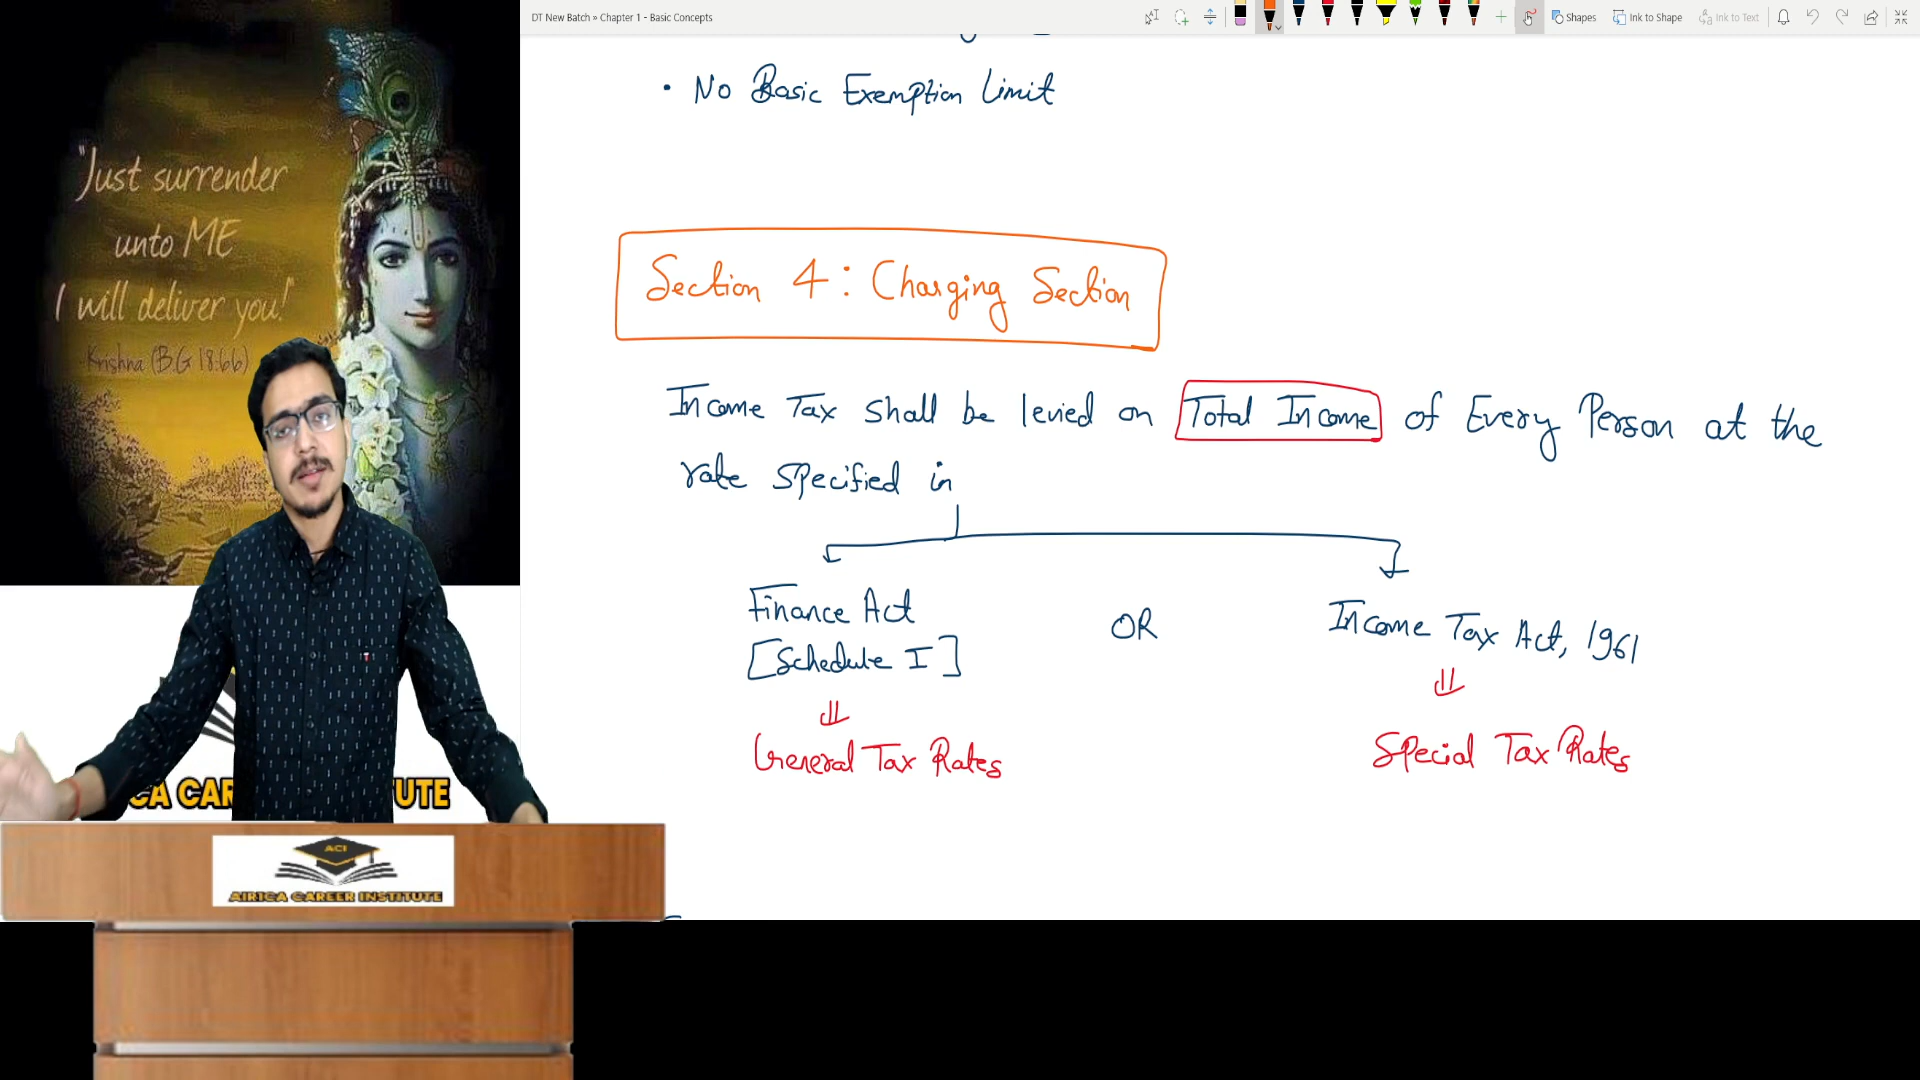 DT New Batch » Chapter 1 - Basic Concepts
Shapes
Ink to Shape
Ink to Text
• No Basic Exemption Limit
"Just surrender
unto ME
I will deliver you!"
Krishna (B.G 18:66)
Section 4 : Charging Section
Income Tax shall be levied on Total Income of Every Person at the
rate specified in
Finance Act
[Schedule I]
OR
Income Tax Act, 1961
General Tax Rates
Special Tax Rates
CA CAR UTE
ACI
AIRICA CAREER INSTITUTE